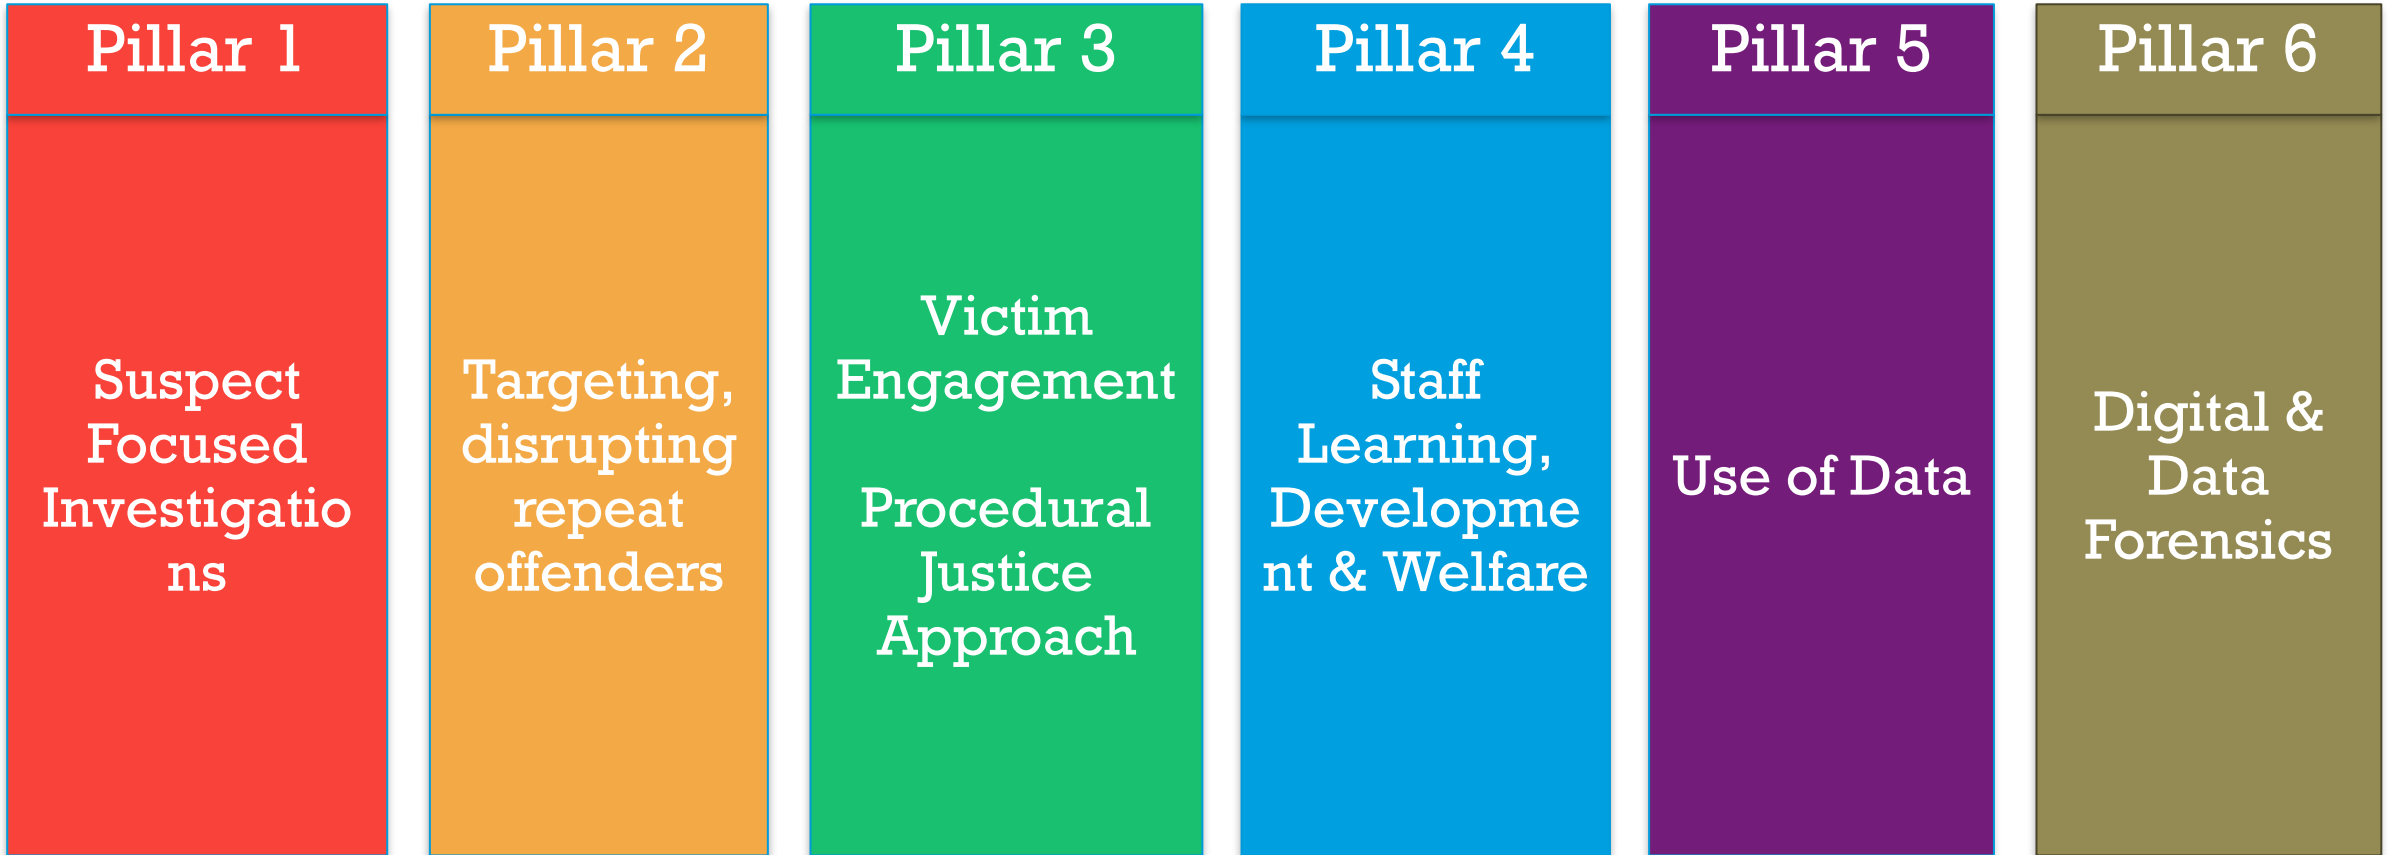 Pillar 1
Suspect
Focused
Investigatio
ns
Pillar 2
Targeting,
disrupting
repeat
offenders
Pillar 3
Victim
Engagement
Procedural
Justice
Approach
Pillar 4
Staff
Learning,
Developme
nt & Welfare
Pillar 5
Use of Data
Pillar 6
Digital &
Data
Forensics